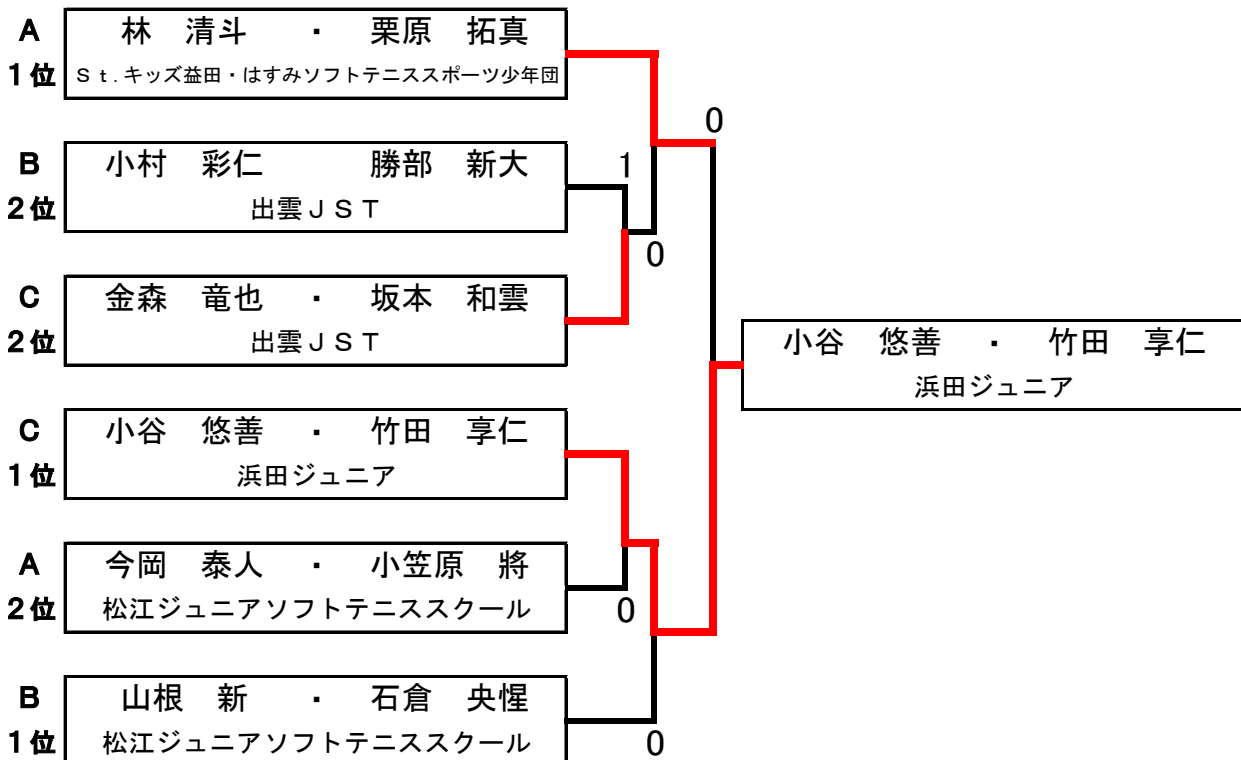 A
1位
林 清斗 ・ 栗原 拓真
Ｓｔ．キッズ益田・はすみソフトテニススポーツ少年団
0
B
2位
小村 彩仁 勝部 新大
出雲ＪＳＴ
1
0
C
2位
金森 竜也 ・ 坂本 和雲
出雲ＪＳＴ
小谷 悠善 ・ 竹田 享仁
浜田ジュニア
C
1位
小谷 悠善 ・ 竹田 享仁
浜田ジュニア
A
2位
今岡 泰人 ・ 小笠原 將
松江ジュニアソフトテニススクール
0
B
1位
山根 新 ・ 石倉 央惺
松江ジュニアソフトテニススクール
0